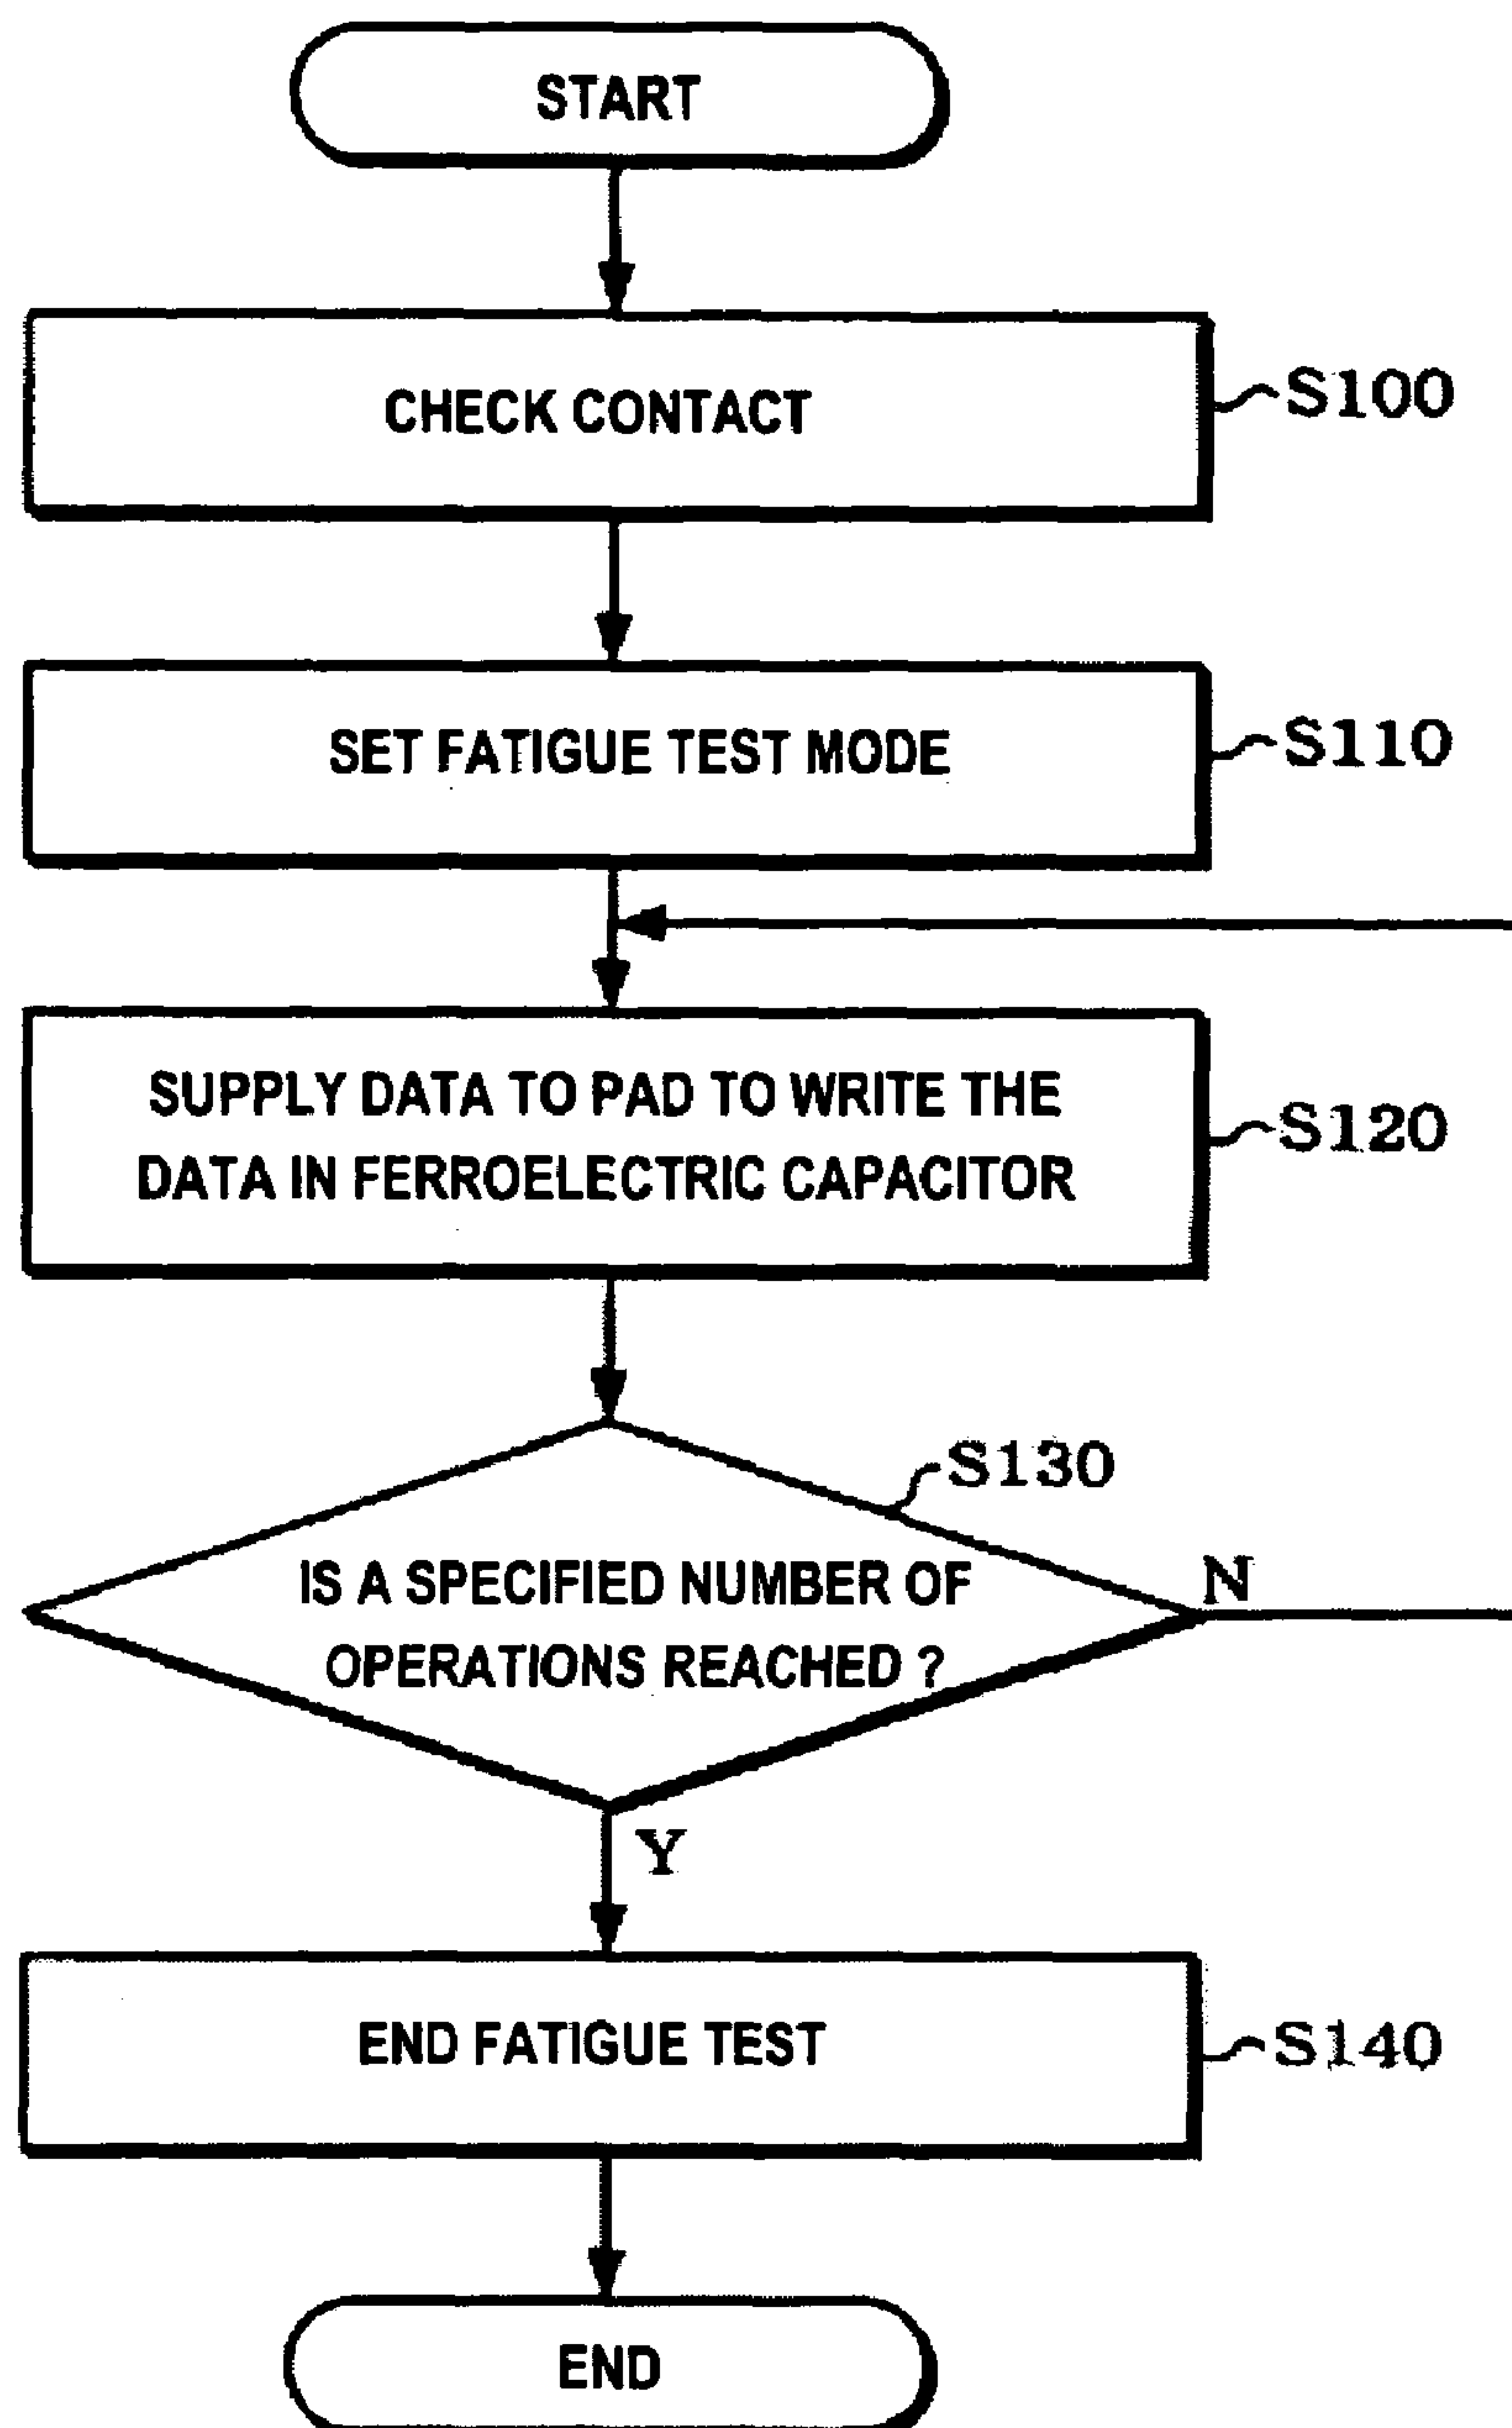 START
CHECK CONTACT
S100
SET FATIGUE TEST MODE
S110
SUPPLY DATA TO PAD TO WRITE THE
DATA IN FERROELECTRIC CAPACITOR
S120
S130
IS A SPECIFIED NUMBER OF
OPERATIONS REACHED ?
N
Y
END FATIGUE TEST
S140
END